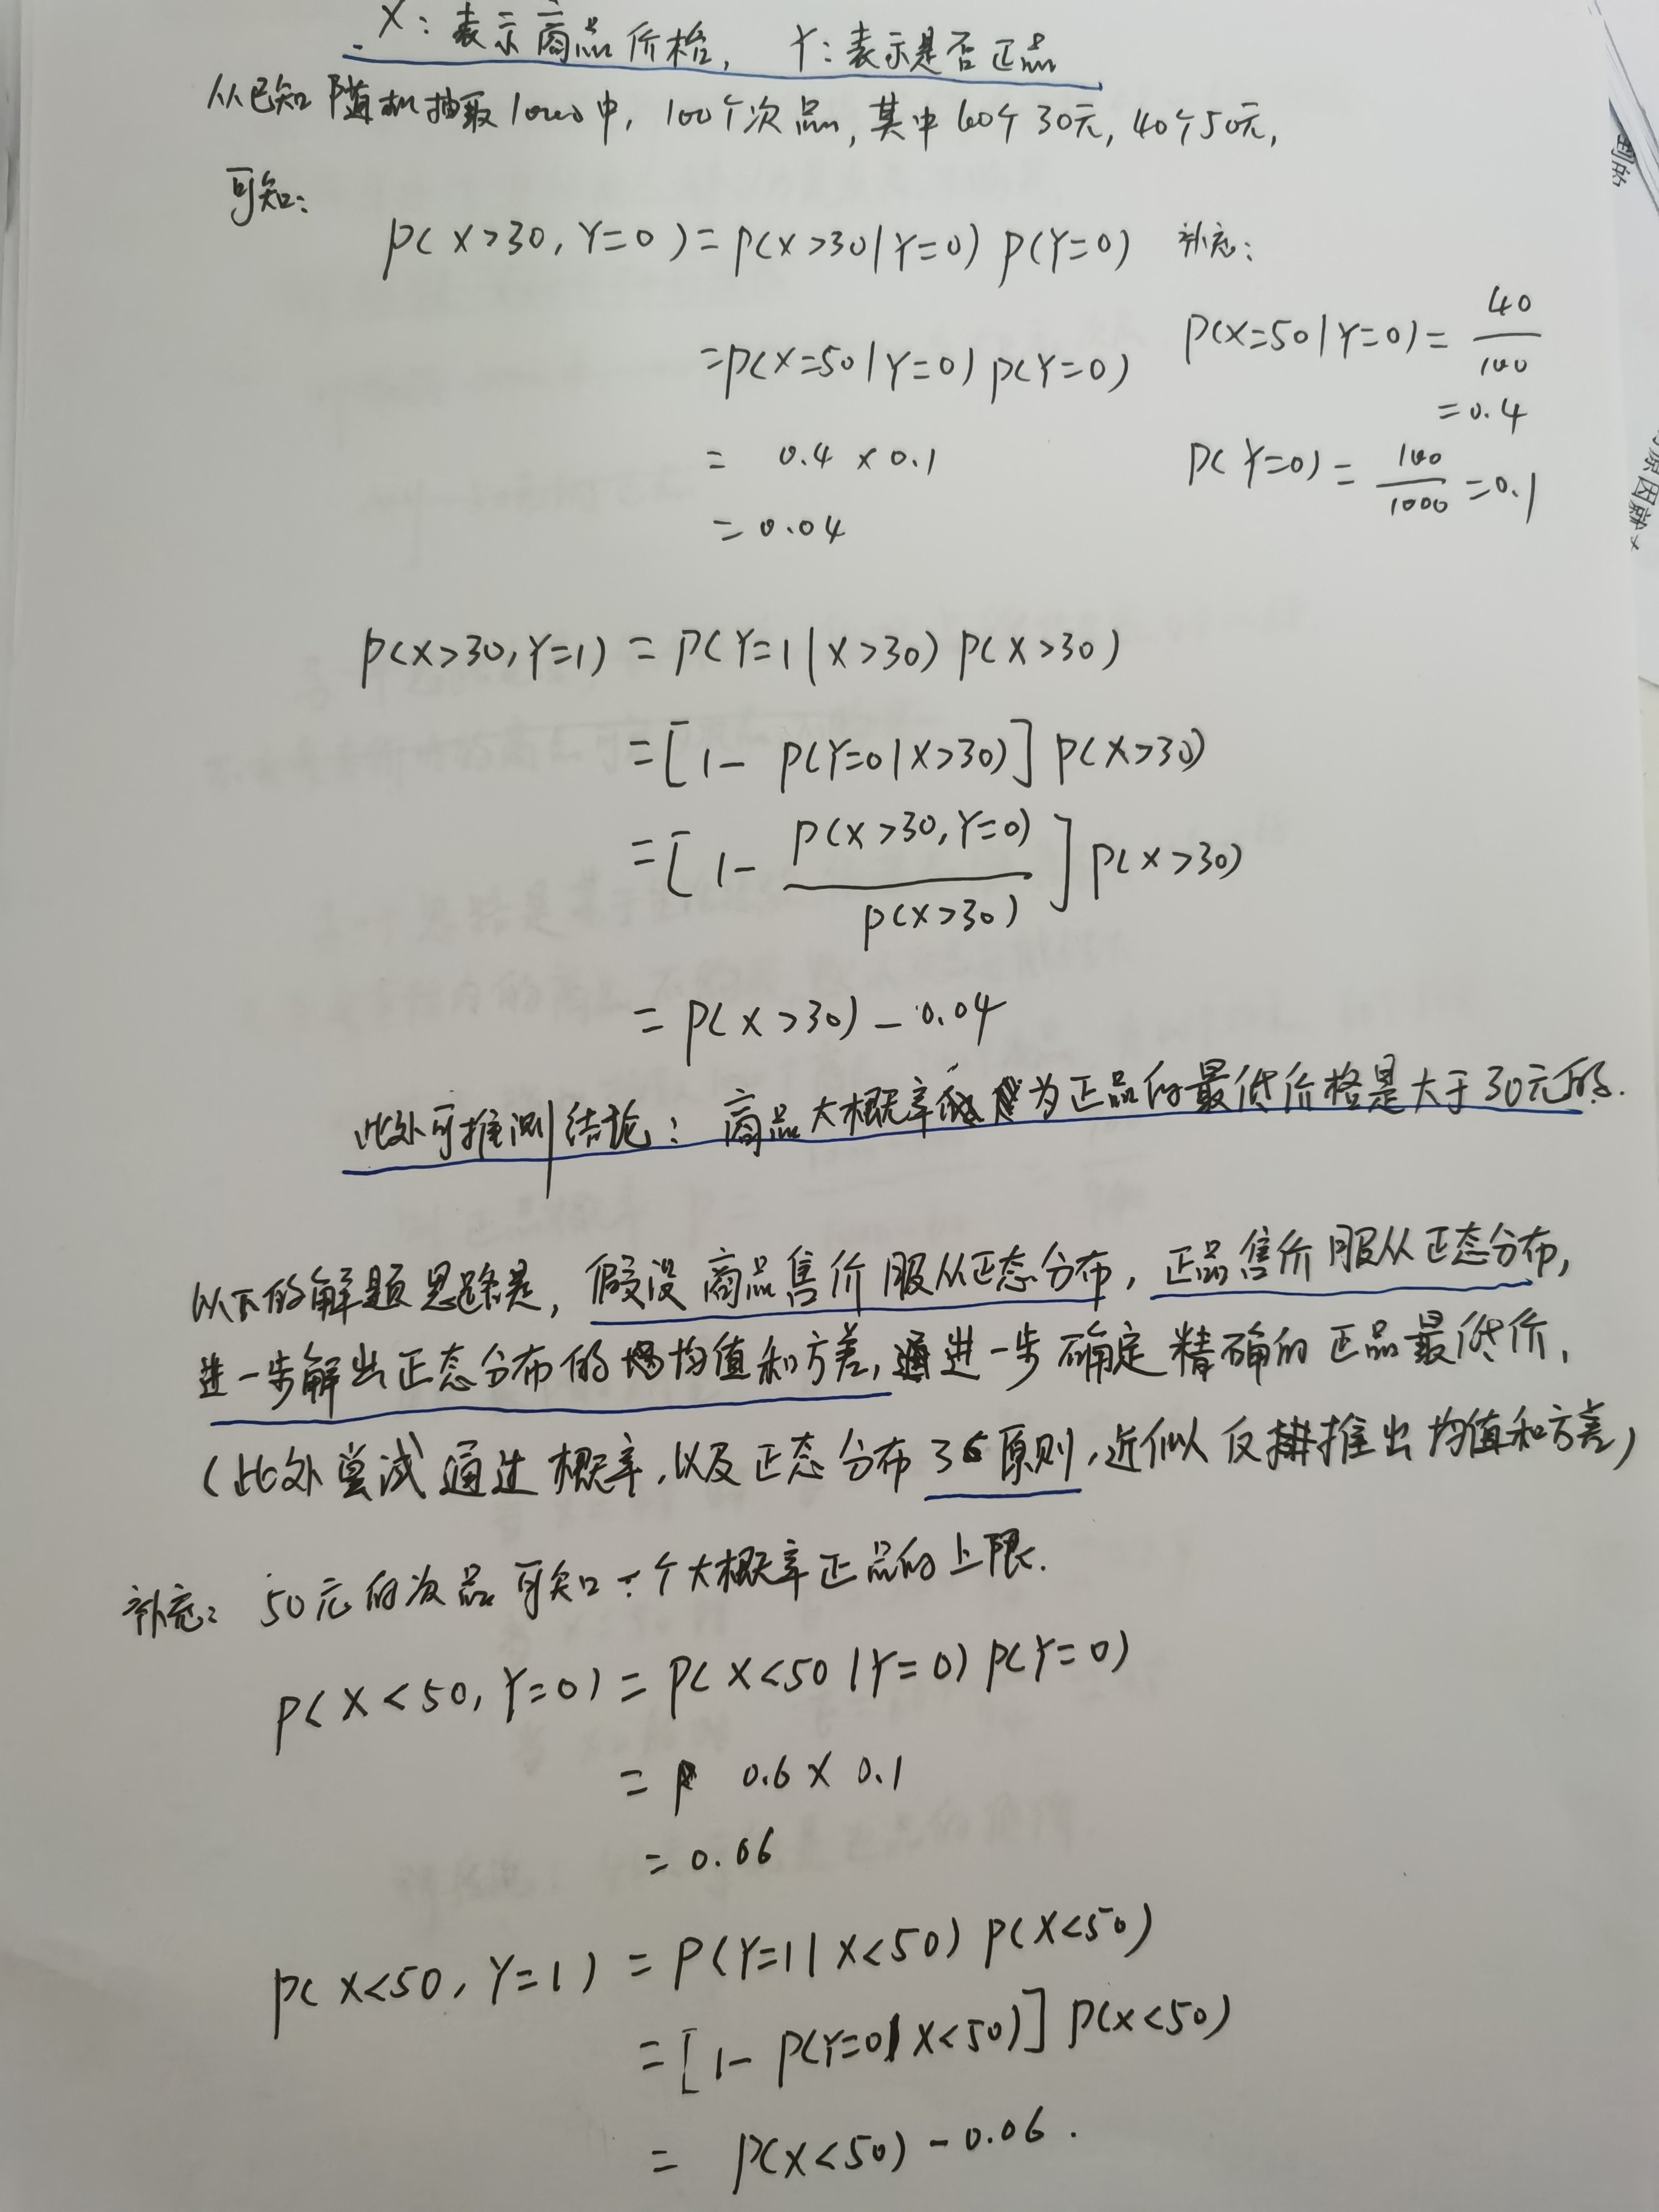 X：表示商品价格， Y：表示是否正品
从已知随机抽取1000中，100个次品，其中60个30元，40个50元，
可知：
P(X>30, Y=0) = P(X>30|Y=0) P(Y=0) 补充：
=P(X=50|Y=0) P(Y=0)
P(X=50|Y=0) = 40/100
= 0.4
= 0.4 × 0.1
P(Y=0) = 100/1000 = 0.1
= 0.04
P(X>30, Y=1) = P(Y=1|X>30) P(X>30)
= [1 - P(Y=0|X>30)] P(X>30)
= [1 - P(X>30, Y=0)/P(X>30)] P(X>30)
= P(X>30) - 0.04
此处可推测结论：商品大概率为正品的最低价格是大于30元的.
以下的解题思路是，假设商品售价服从正态分布，正品售价服从正态分布，
进一步解出正态分布的均值和方差，进一步确定精确的正品最低价，
（此处尝试通过概率，以及正态分布3σ原则，近似反推出均值和方差）
补充：50元的次品可知一个大概率正品的上限.
P(X<50, Y=0) = P(X<50|Y=0) P(Y=0)
= 0.6 × 0.1
= 0.06
P(X<50, Y=1) = P(Y=1|X<50) P(X<50)
= [1 - P(Y=0|X<50)] P(X<50)
= P(X<50) - 0.06.
到的
原因就